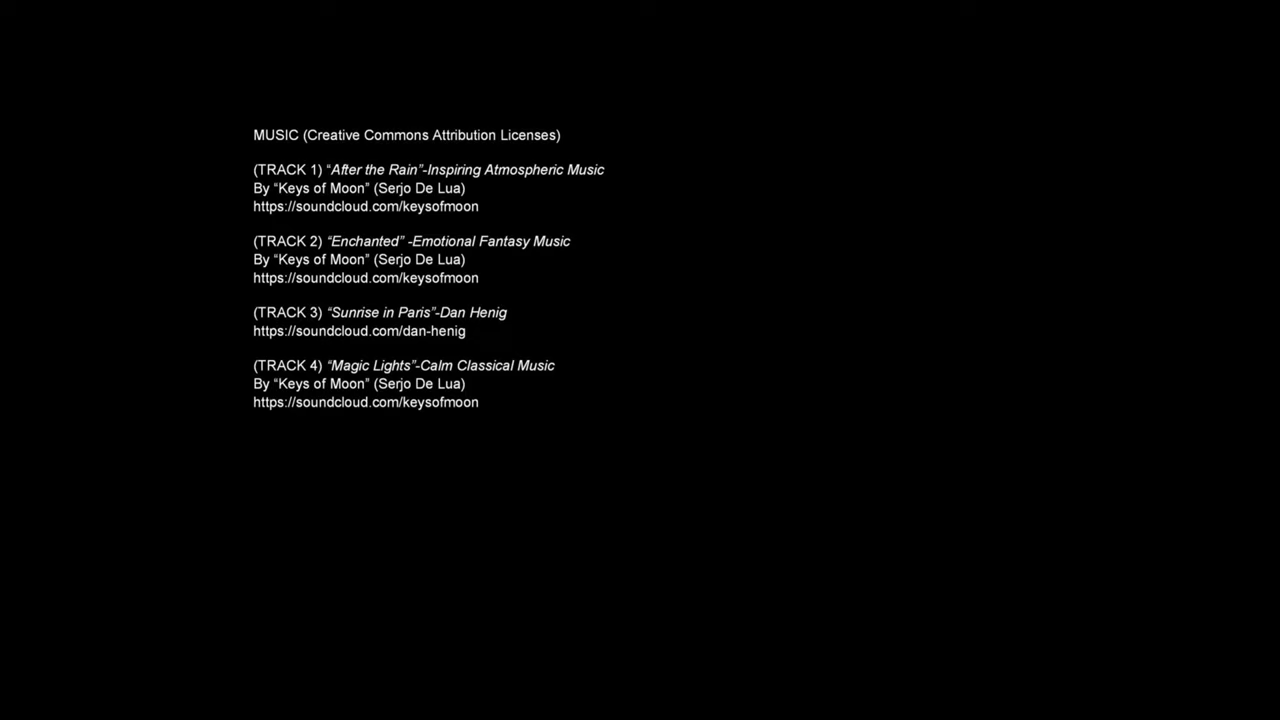 MUSIC (Creative Commons Attribution Licenses)
(TRACK 1) “After the Rain”-Inspiring Atmospheric Music
By “Keys of Moon” (Serjo De Lua)
https://soundcloud.com/keysofmoon
(TRACK 2) “Enchanted” -Emotional Fantasy Music
By “Keys of Moon” (Serjo De Lua)
https://soundcloud.com/keysofmoon
(TRACK 3) “Sunrise in Paris”-Dan Henig
https://soundcloud.com/dan-henig
(TRACK 4) “Magic Lights”-Calm Classical Music
By “Keys of Moon” (Serjo De Lua)
https://soundcloud.com/keysofmoon